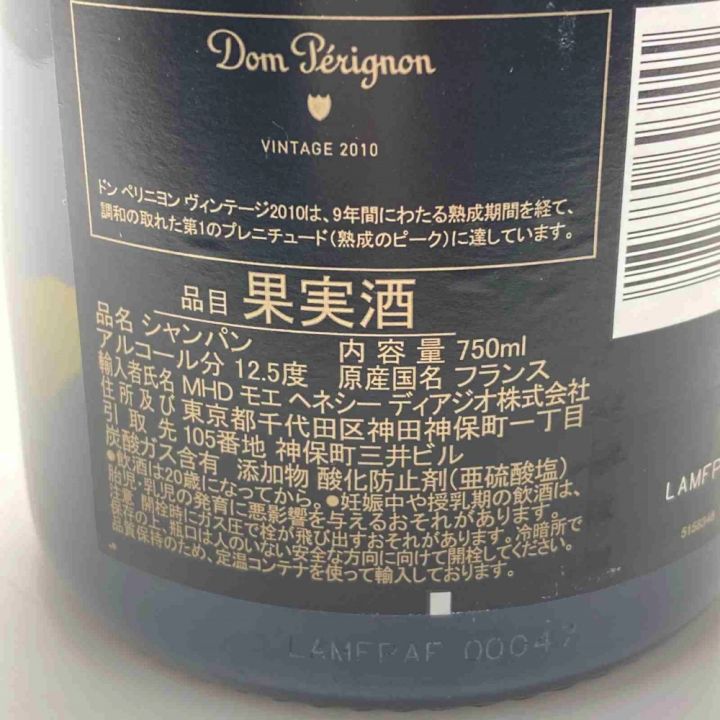 Dom Pérignon
VINTAGE 2010
ドン ペリニヨン ヴィンテージ2010は、9年間にわたる熟成期間を経て、
調和の取れた第1のプレニチュード(熟成のピーク)に達しています。
品目 果実酒
品名 シャンパン 内容量 750ml
アルコール分 12.5度 原産国名 フランス
輸入者氏名 MHD モエ ヘネシー ディアジオ株式会社
住所及び 東京都千代田区神田神保町一丁目
引取先 105番地 神保町三井ビル
炭酸ガス含有 添加物 酸化防止剤(亜硫酸塩)
●飲酒は20歳になってから。●妊娠中や授乳期の飲酒は、
胎児・乳児の発育に悪影響を与えるおそれがあります。
注意、開栓時にガス圧で栓が飛び出すおそれがあります。冷暗所で
保存の上、瓶口は人のいない安全な方向に向けて開栓してください。
品質保持のため、定温コンテナを使って輸入しております。
LAMFPAF 00047